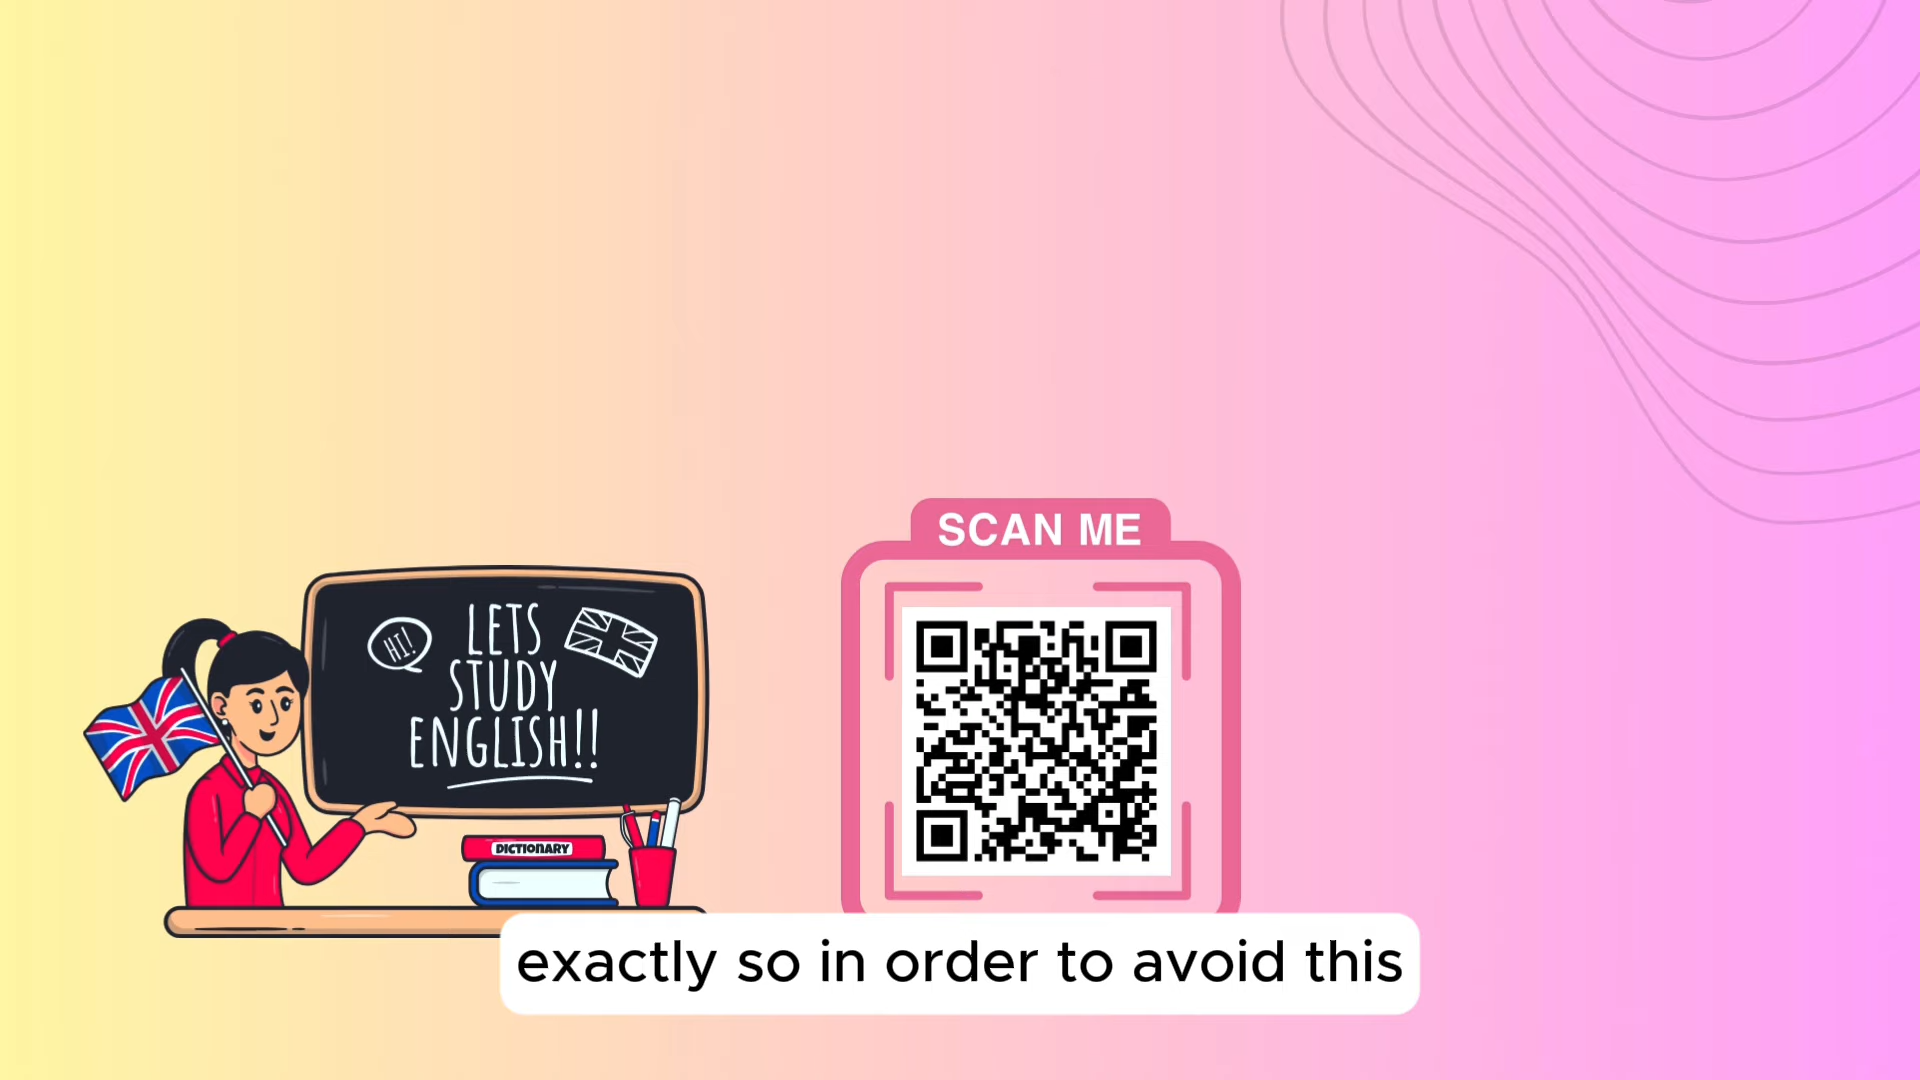 SCAN ME
HI!
LETS
STUDY
ENGLISH!!
DICTIONARY
exactly so in order to avoid this